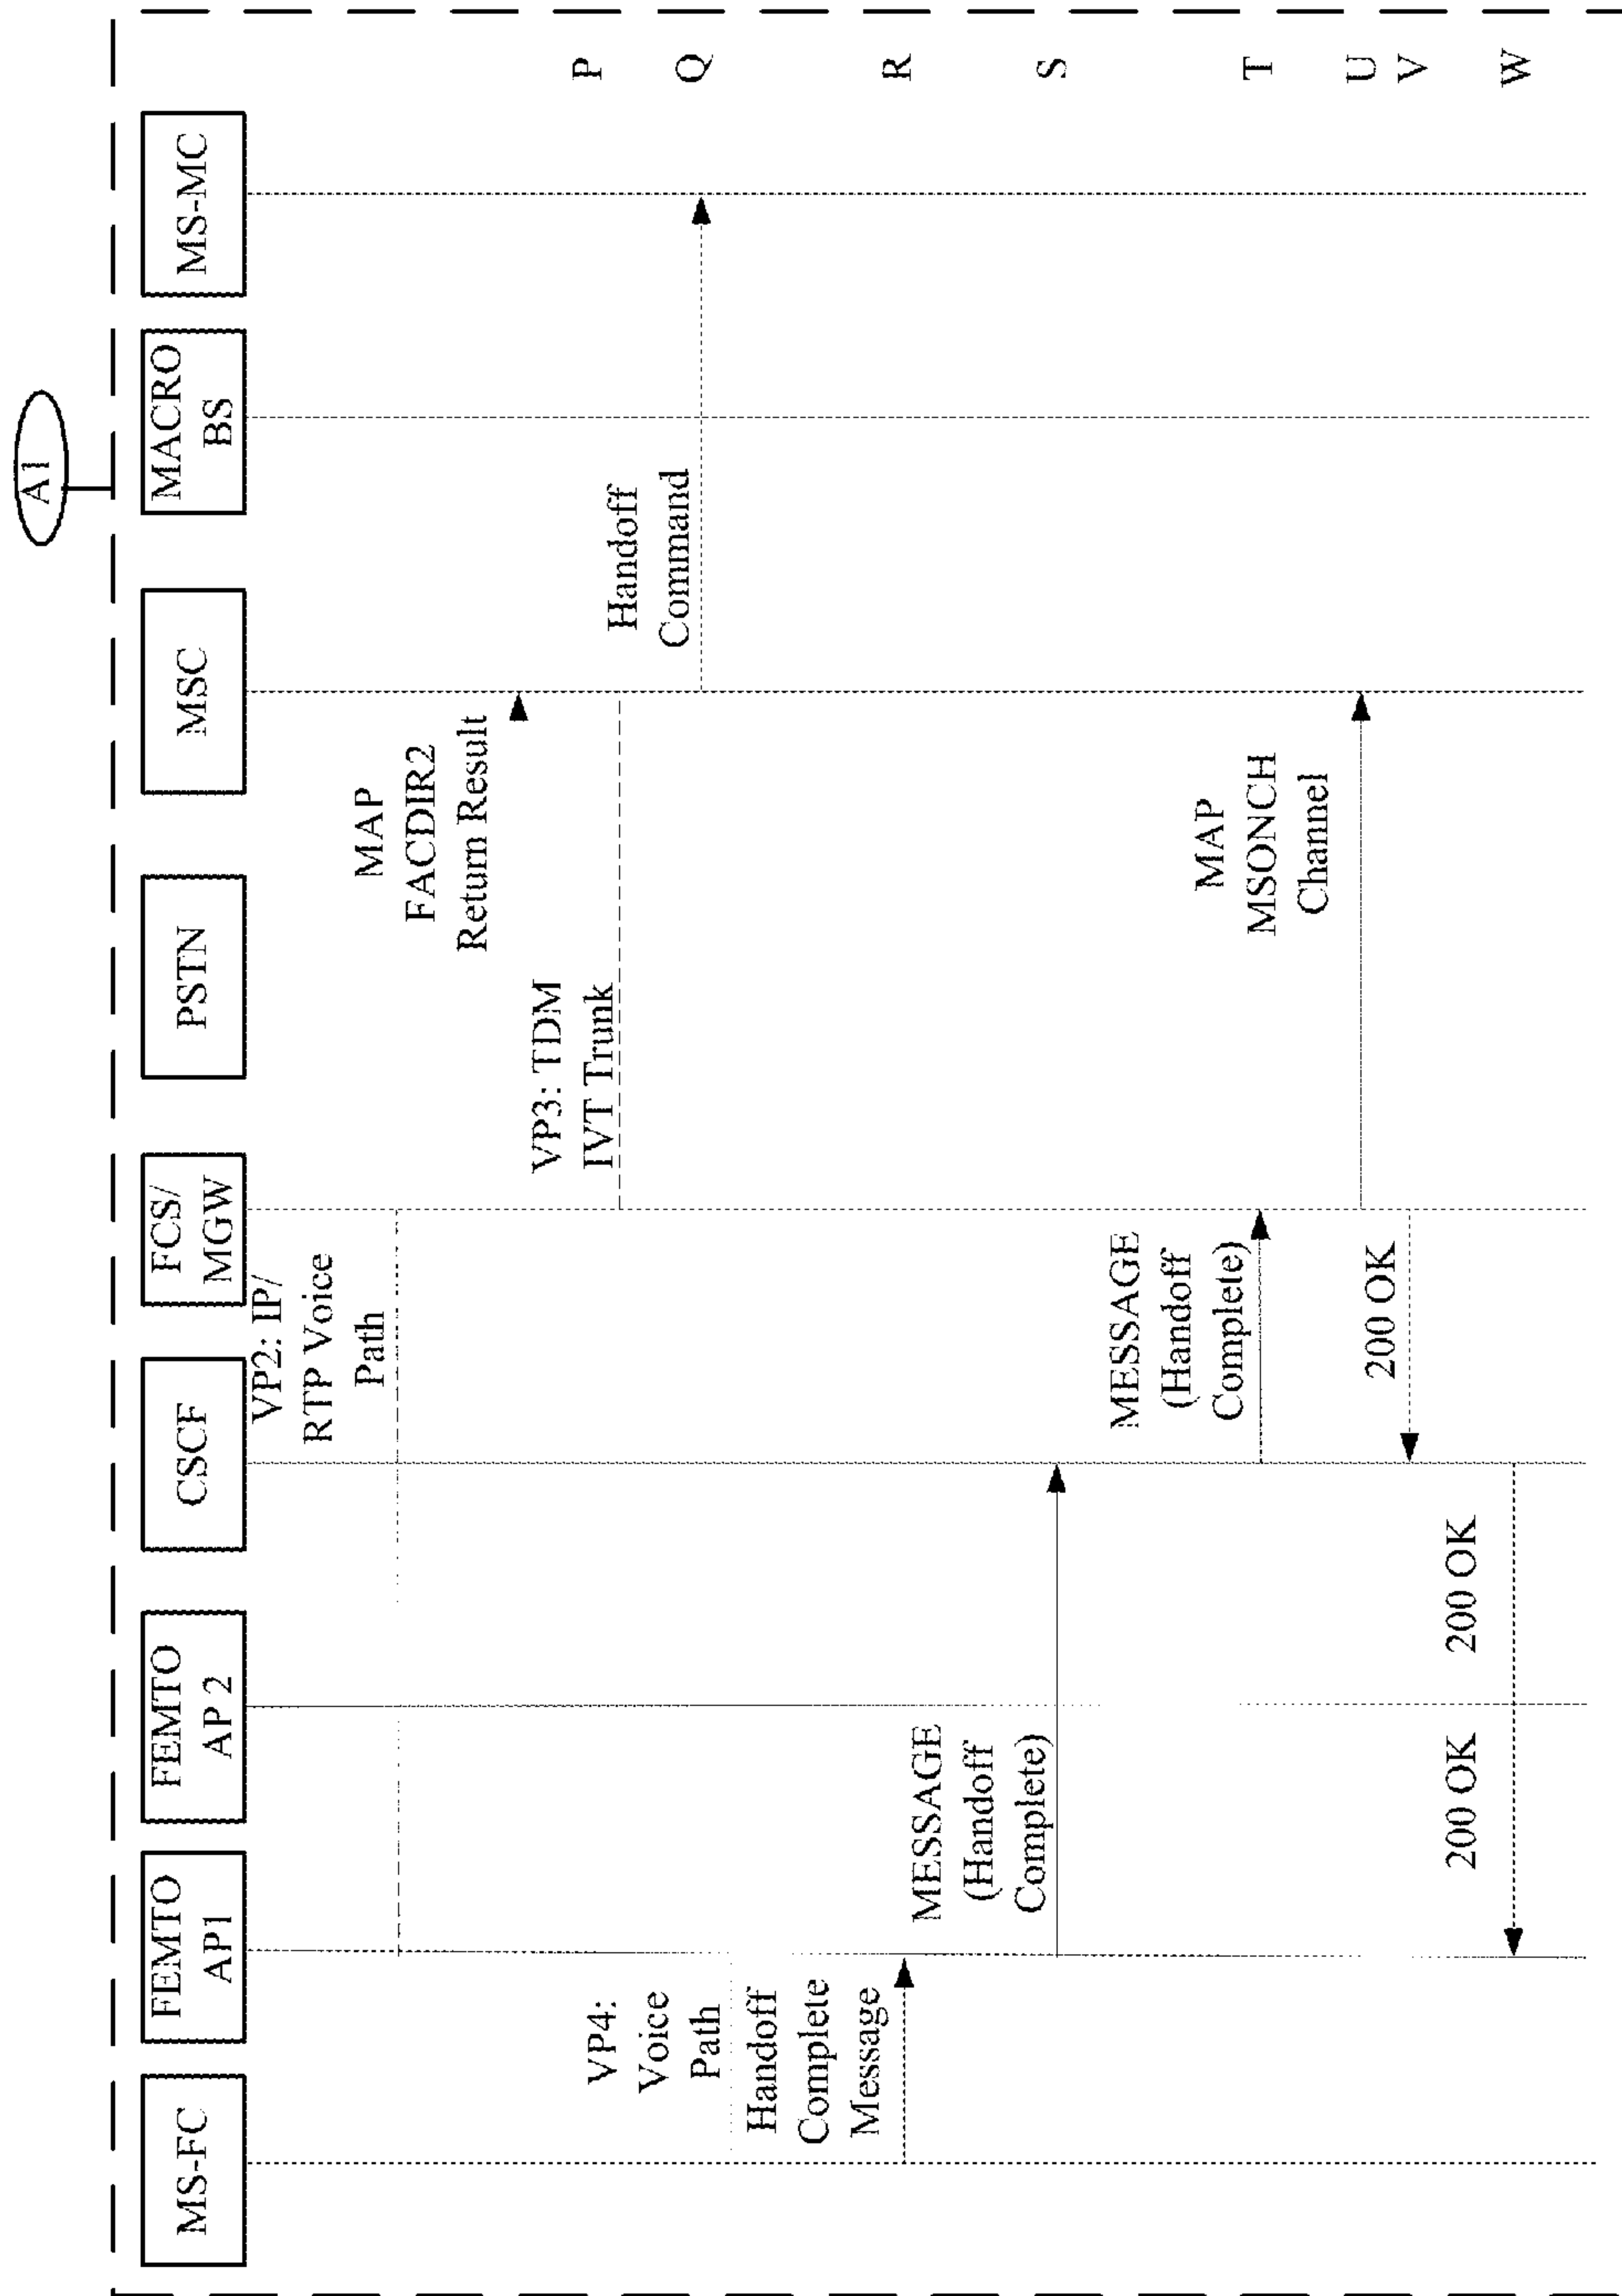 A1
MS-FC
FEMTO
AP1
FEMTO
AP 2
CSCF
FCS/
MGW
PSTN
MSC
MACRO
BS
MS-MC
VP2: IP/
RTP Voice
Path
MAP
FACDIR2
Return Result
P
VP3: TDM
IVT Trunk
Handoff
Command
Q
VP4:
Voice
Path
Handoff
Complete
Message
R
MESSAGE
(Handoff
Complete)
S
MESSAGE
(Handoff
Complete)
T
MAP
MSONCH
Channel
U
200 OK
V
200 OK
200 OK
W